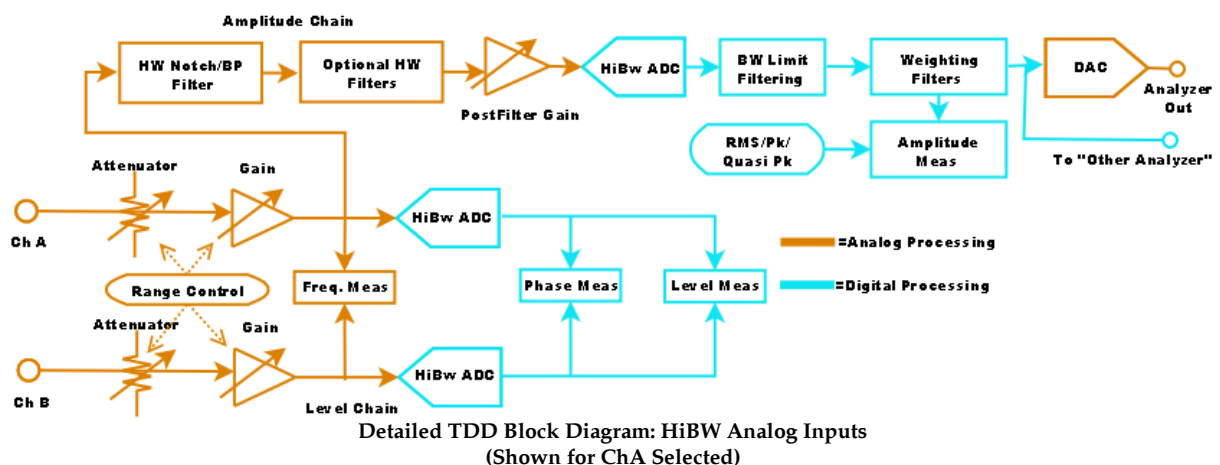 Amplitude Chain
HW Notch/BP
Filter
Optional HW
Filters
PostFilter Gain
HiBw ADC
BW Limit
Filtering
Weighting
Filters
DAC
Analyzer
Out
RMS/Pk/
Quasi Pk
Amplitude
Meas
To "Other Analyzer"
Attenuator
Gain
Ch A
HiBw ADC
=Analog Processing
Range Control
Freq. Meas
Phase Meas
Level Meas
=Digital Processing
Attenuator
Gain
Ch B
HiBw ADC
Level Chain
Detailed TDD Block Diagram: HiBW Analog Inputs
(Shown for ChA Selected)